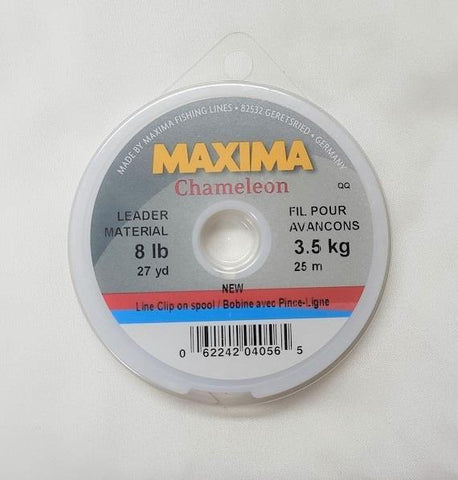 MADE BY MAXIMA FISHING LINES • 82532 GERETSRIED • GERMANY
MAXIMA
Chameleon
QQ
LEADER MATERIAL
8 lb
27 yd
FIL POUR AVANCONS
3.5 kg
25 m
NEW
Line Clip on spool / Bobine avec Pince-Ligne
0 62242 04056 5